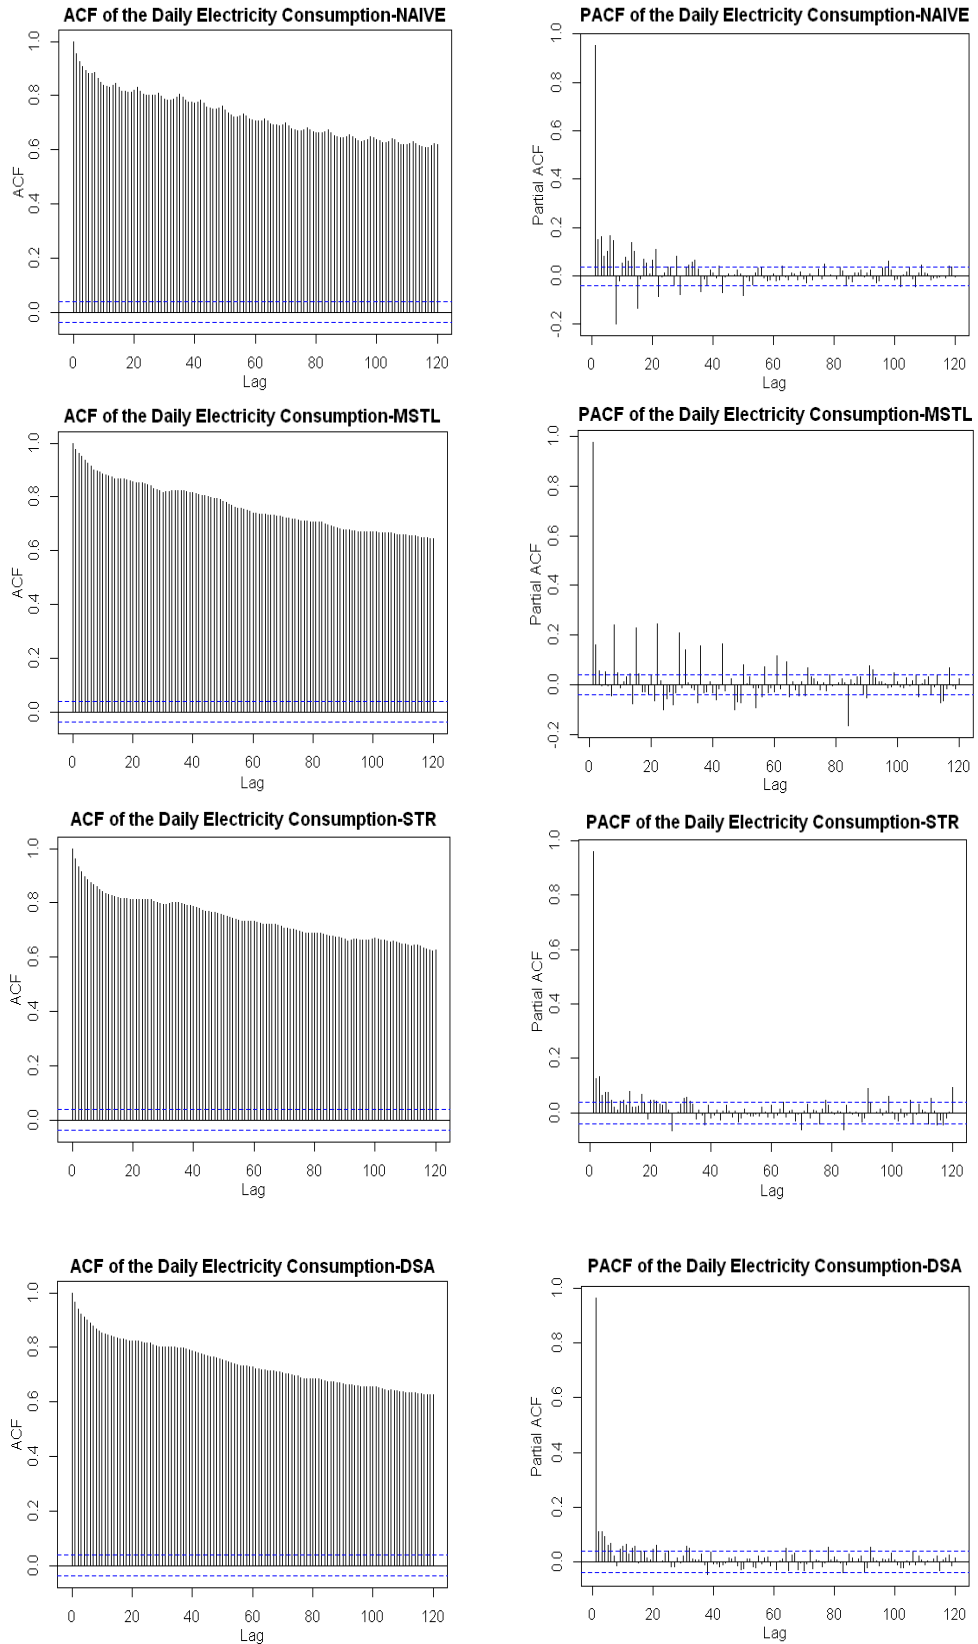 ACF of the Daily Electricity Consumption-NAIVE
ACF
0.0 0.2 0.4 0.6 0.8 1.0
0 20 40 60 80 100 120
Lag
PACF of the Daily Electricity Consumption-NAIVE
Partial ACF
-0.2 0.0 0.2 0.4 0.6 0.8 1.0
0 20 40 60 80 100 120
Lag
ACF of the Daily Electricity Consumption-MSTL
ACF
0.0 0.2 0.4 0.6 0.8 1.0
0 20 40 60 80 100 120
Lag
PACF of the Daily Electricity Consumption-MSTL
Partial ACF
-0.2 0.0 0.2 0.4 0.6 0.8 1.0
0 20 40 60 80 100 120
Lag
ACF of the Daily Electricity Consumption-STR
ACF
0.0 0.2 0.4 0.6 0.8 1.0
0 20 40 60 80 100 120
Lag
PACF of the Daily Electricity Consumption-STR
Partial ACF
0.0 0.2 0.4 0.6 0.8 1.0
0 20 40 60 80 100 120
Lag
ACF of the Daily Electricity Consumption-DSA
ACF
0.0 0.2 0.4 0.6 0.8 1.0
0 20 40 60 80 100 120
Lag
PACF of the Daily Electricity Consumption-DSA
Partial ACF
0.0 0.2 0.4 0.6 0.8 1.0
0 20 40 60 80 100 120
Lag